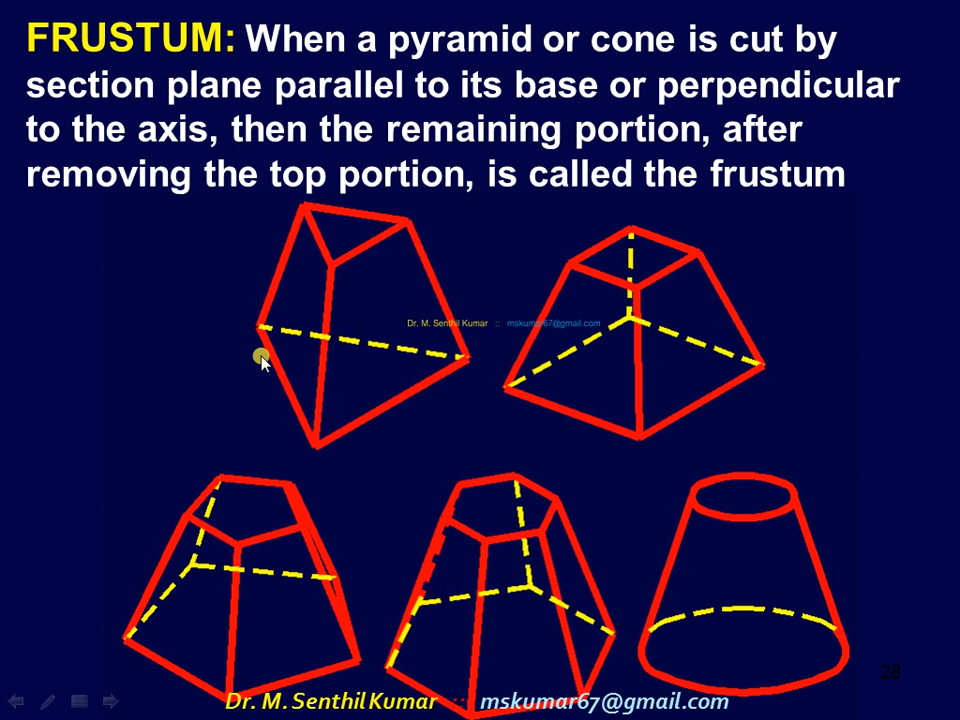 FRUSTUM: When a pyramid or cone is cut by
section plane parallel to its base or perpendicular
to the axis, then the remaining portion, after
removing the top portion, is called the frustum
Dr. M. Senthil Kumar :: mskumar67@gmail.com
28
Dr. M. Senthil Kumar :: mskumar67@gmail.com